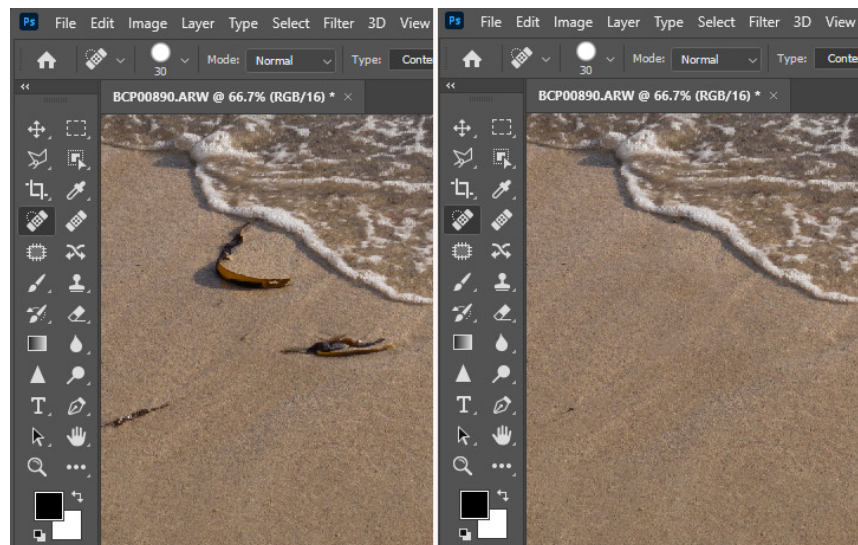 Ps File Edit Image Layer Type Select Filter 3D View
30 Mode: Normal Type: Conte
BCP00890.ARW @ 66.7% (RGB/16) * ×
T
Ps File Edit Image Layer Type Select Filter 3D View
30 Mode: Normal Type: Conte
BCP00890.ARW @ 66.7% (RGB/16) * ×
T